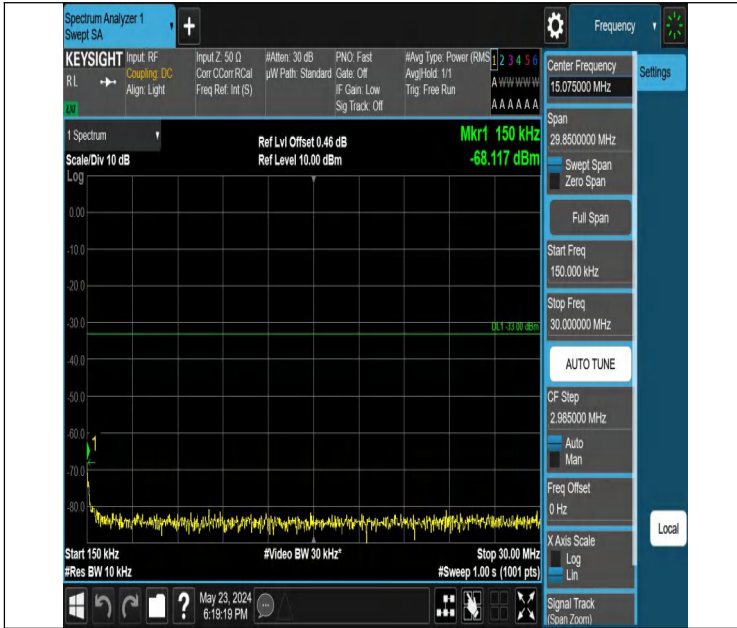 Spectrum Analyzer 1
Swept SA
+
Frequency
KEYSIGHT
RL
Input: RF
Coupling: DC
Align: Light
Input Z: 50 Ω
Corr CCorr RCal
Freq Ref: Int (S)
#Atten: 30 dB
µW Path: Standard
PNO: Fast
Gate: Off
IF Gain: Low
Sig Track: Off
#Avg Type: Power (RMS
Avg|Hold: 1/1
Trig: Free Run
1 2 3 4 5 6
A W W W W W
A A A A A A
1 Spectrum
Scale/Div 10 dB
Ref Lvl Offset 0.46 dB
Ref Level 10.00 dBm
Mkr1 150 kHz
-68.117 dBm
Log
0.00
-10.0
-20.0
-30.0
DL1 -33.00 dBm
-40.0
-50.0
-60.0
1
-70.0
-80.0
Start 150 kHz
#Video BW 30 kHz*
Stop 30.00 MHz
#Res BW 10 kHz
#Sweep 1.00 s (1001 pts)
?
May 23, 2024
6:19:19 PM
Center Frequency
15.075000 MHz
Settings
Span
29.8500000 MHz
Swept Span
Zero Span
Full Span
Start Freq
150.000 kHz
Stop Freq
30.000000 MHz
AUTO TUNE
CF Step
2.985000 MHz
Auto
Man
Freq Offset
0 Hz
X Axis Scale
Log
Lin
Local
Signal Track
(Span Zoom)